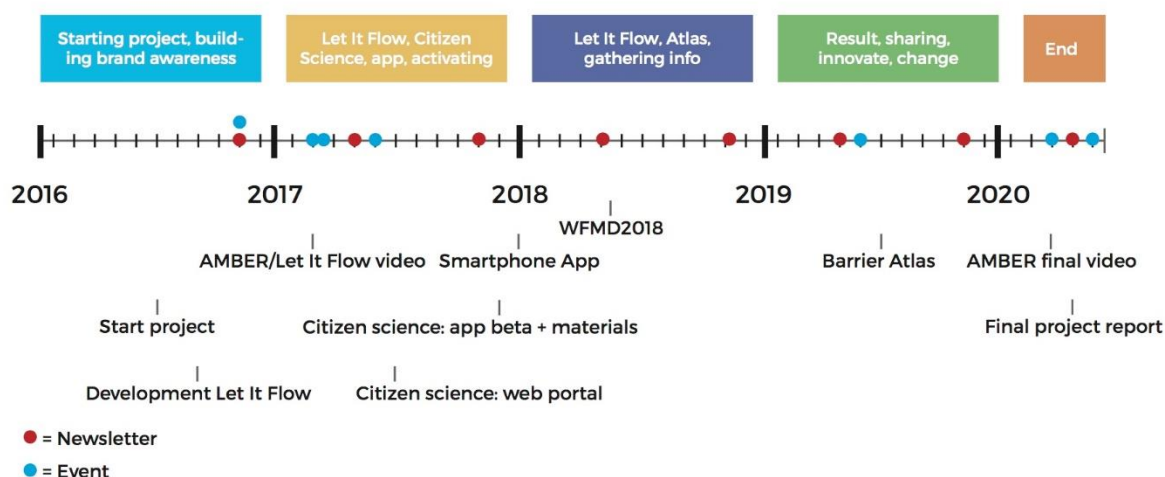 Starting project, build-
ing brand awareness
Let It Flow, Citizen
Science, app, activating
Let It Flow, Atlas,
gathering info
Result, sharing,
innovate, change
End
2016
2017
2018
2019
2020
WFMD2018
AMBER/Let It Flow video
Smartphone App
Barrier Atlas
AMBER final video
Start project
Citizen science: app beta + materials
Final project report
Development Let It Flow
Citizen science: web portal
= Newsletter
= Event